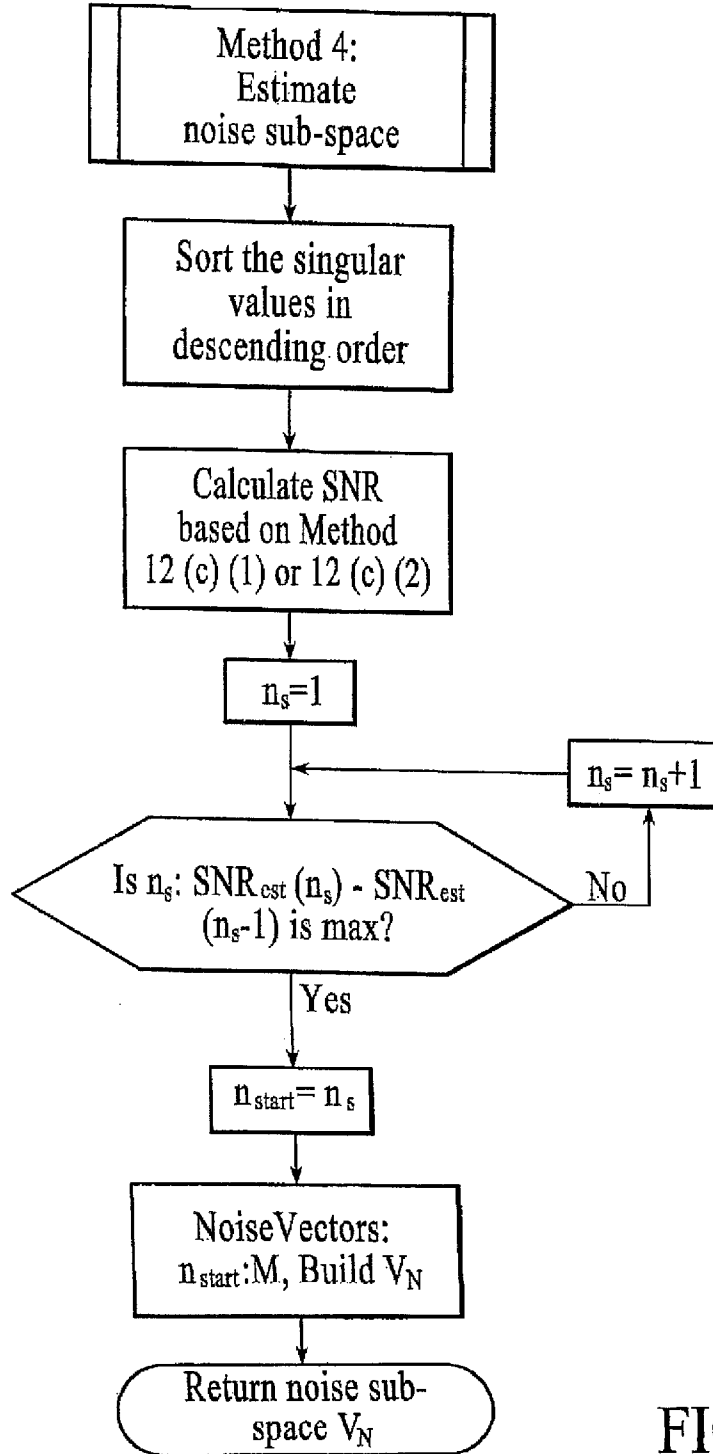 Method 4:
Estimate
noise sub-space
Sort the singular
values in
descending order
Calculate SNR
based on Method
12 (c) (1) or 12 (c) (2)
nₛ=1
nₛ= nₛ+1
Is nₛ: SNRest (nₛ) - SNRest
(nₛ-1) is max?
No
Yes
nstart= nₛ
NoiseVectors:
nstart:M, Build VN
Return noise sub-
space VN